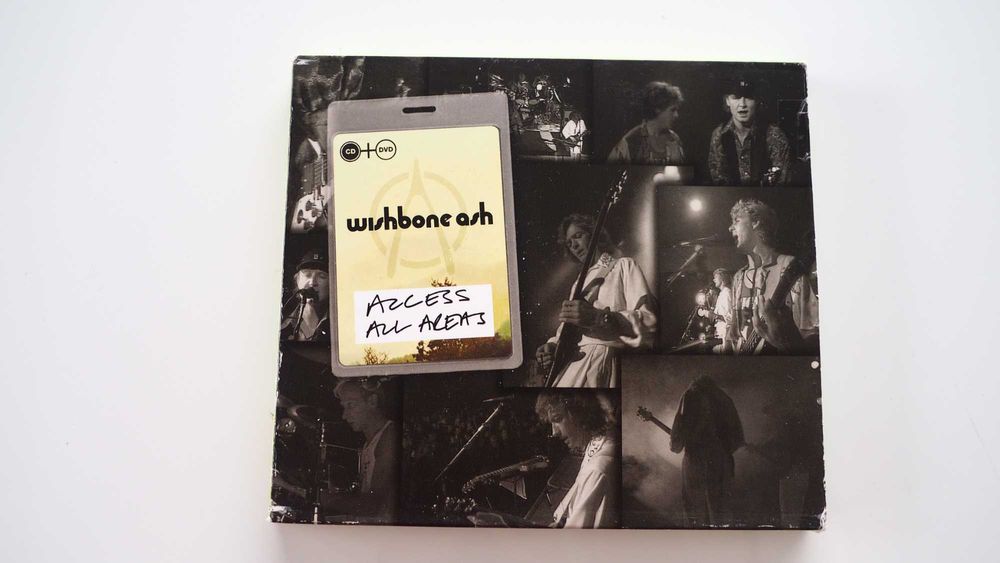 CD+DVD
wishbone ash
ACCESS
ALL AREAS